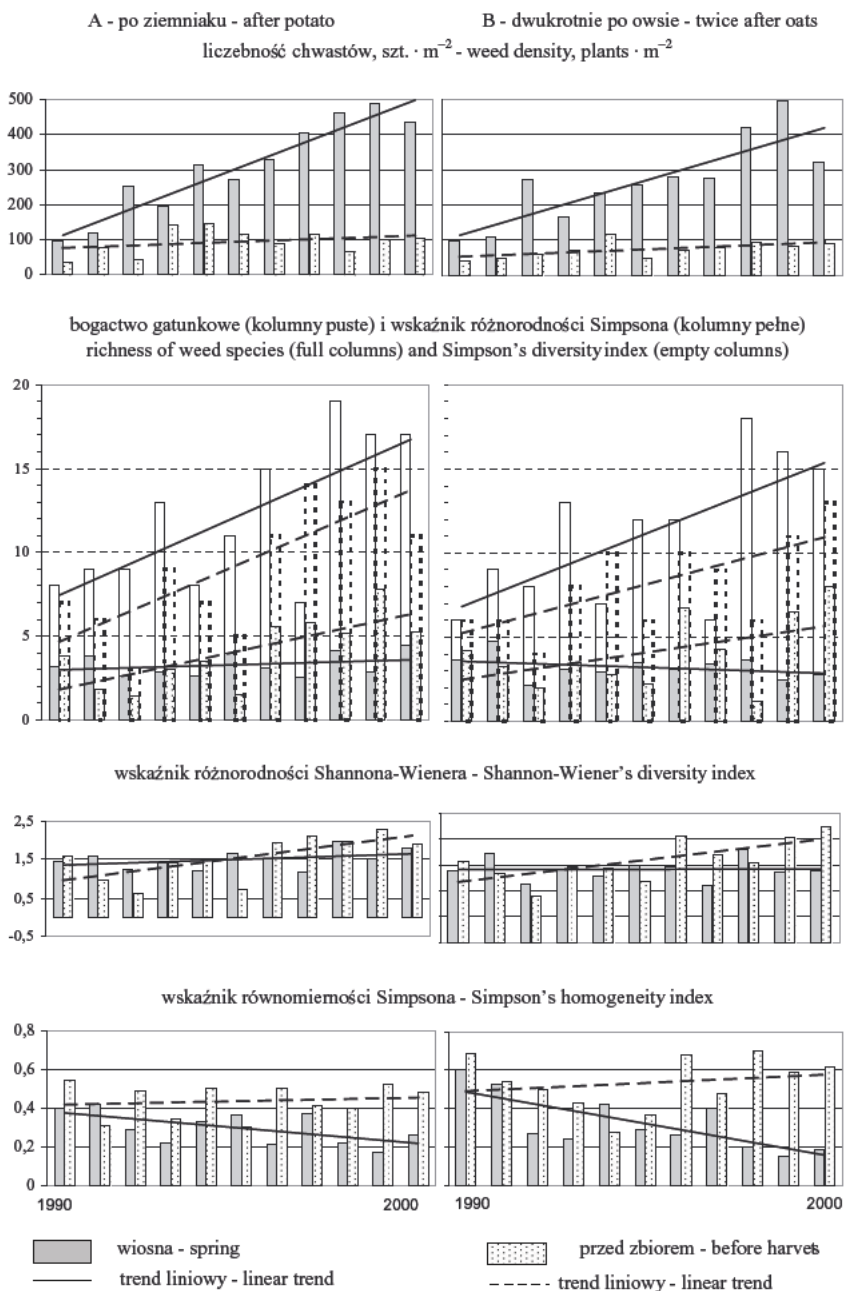 A - po ziemniaku - after potato B - dwukrotnie po owsie - twice after oats
liczebność chwastów, szt. · m⁻² - weed density, plants · m⁻²
500
400
300
200
100
0
bogactwo gatunkowe (kolumny puste) i wskaźnik różnorodności Simpsona (kolumny pełne)
richness of weed species (full columns) and Simpson's diversity index (empty columns)
20
15
10
5
0
wskaźnik różnorodności Shannona-Wienera - Shannon-Wiener's diversity index
2,5
1,5
0,5
-0,5
wskaźnik równomierności Simpsona - Simpson's homogeneity index
0,8
0,6
0,4
0,2
0
1990 2000 1990 2000
wiosna - spring przed zbiorem - before harvets
trend liniowy - linear trend trend liniowy - linear trend